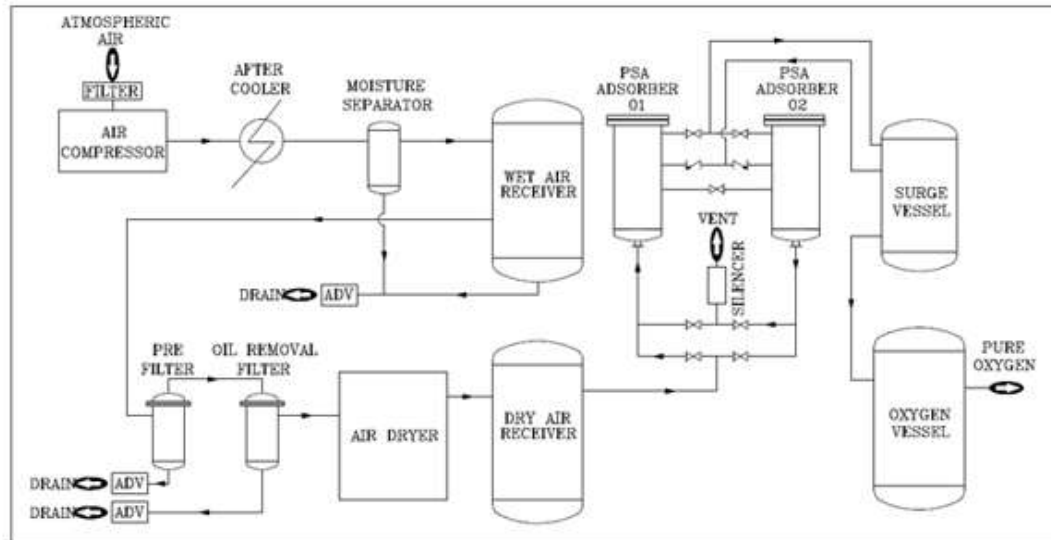 ATMOSPHERIC
AIR
FILTER
AIR
COMPRESSOR
AFTER
COOLER
MOISTURE
SEPARATOR
WET AIR
RECEIVER
PSA
ADSORBER
01
PSA
ADSORBER
02
SURGE
VESSEL
VENT
SILENCER
DRAIN
ADV
PRE
FILTER
OIL REMOVAL
FILTER
AIR DRYER
DRY AIR
RECEIVER
PURE
OXYGEN
OXYGEN
VESSEL
DRAIN
ADV
DRAIN
ADV